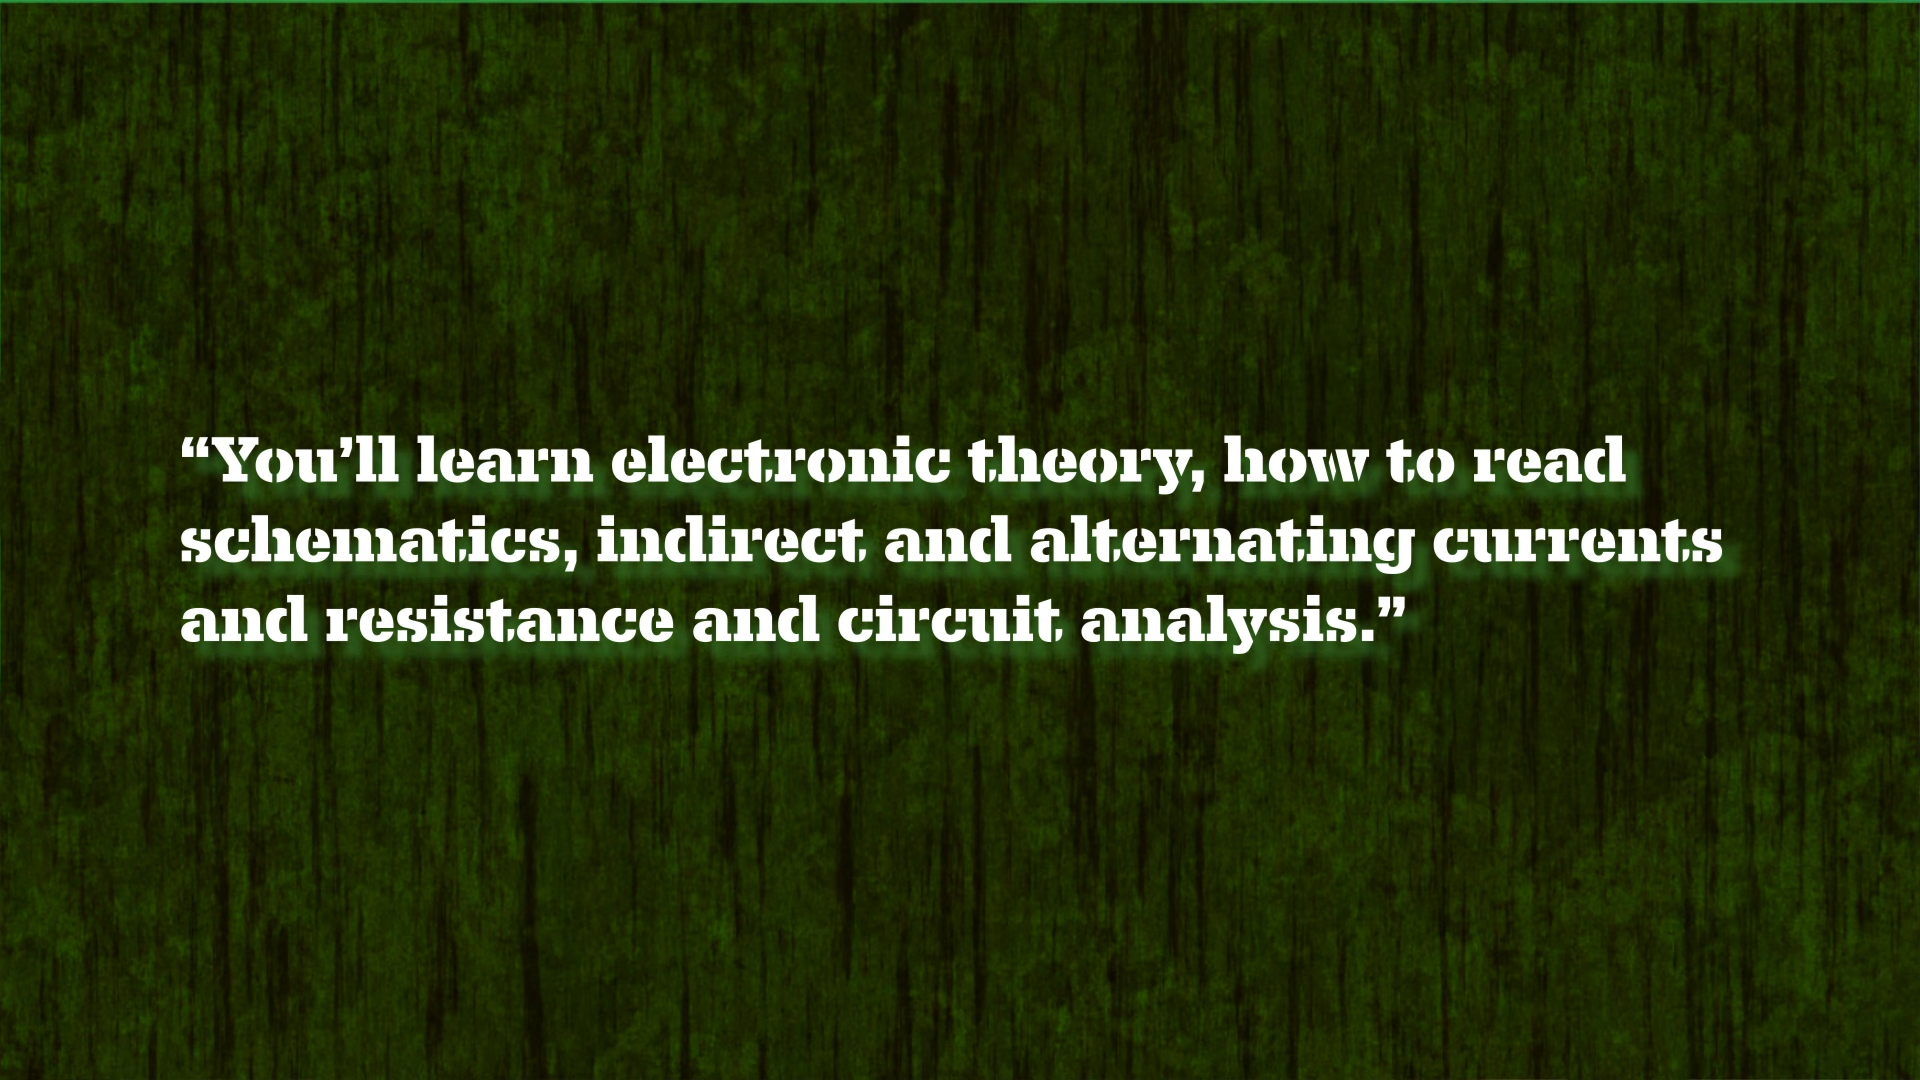 “You’ll learn electronic theory, how to read
schematics, indirect and alternating currents
and resistance and circuit analysis.”